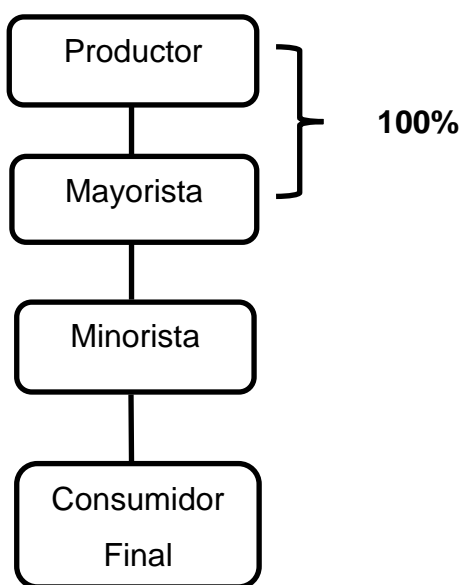 Productor
100%
Mayorista
Minorista
Consumidor
Final